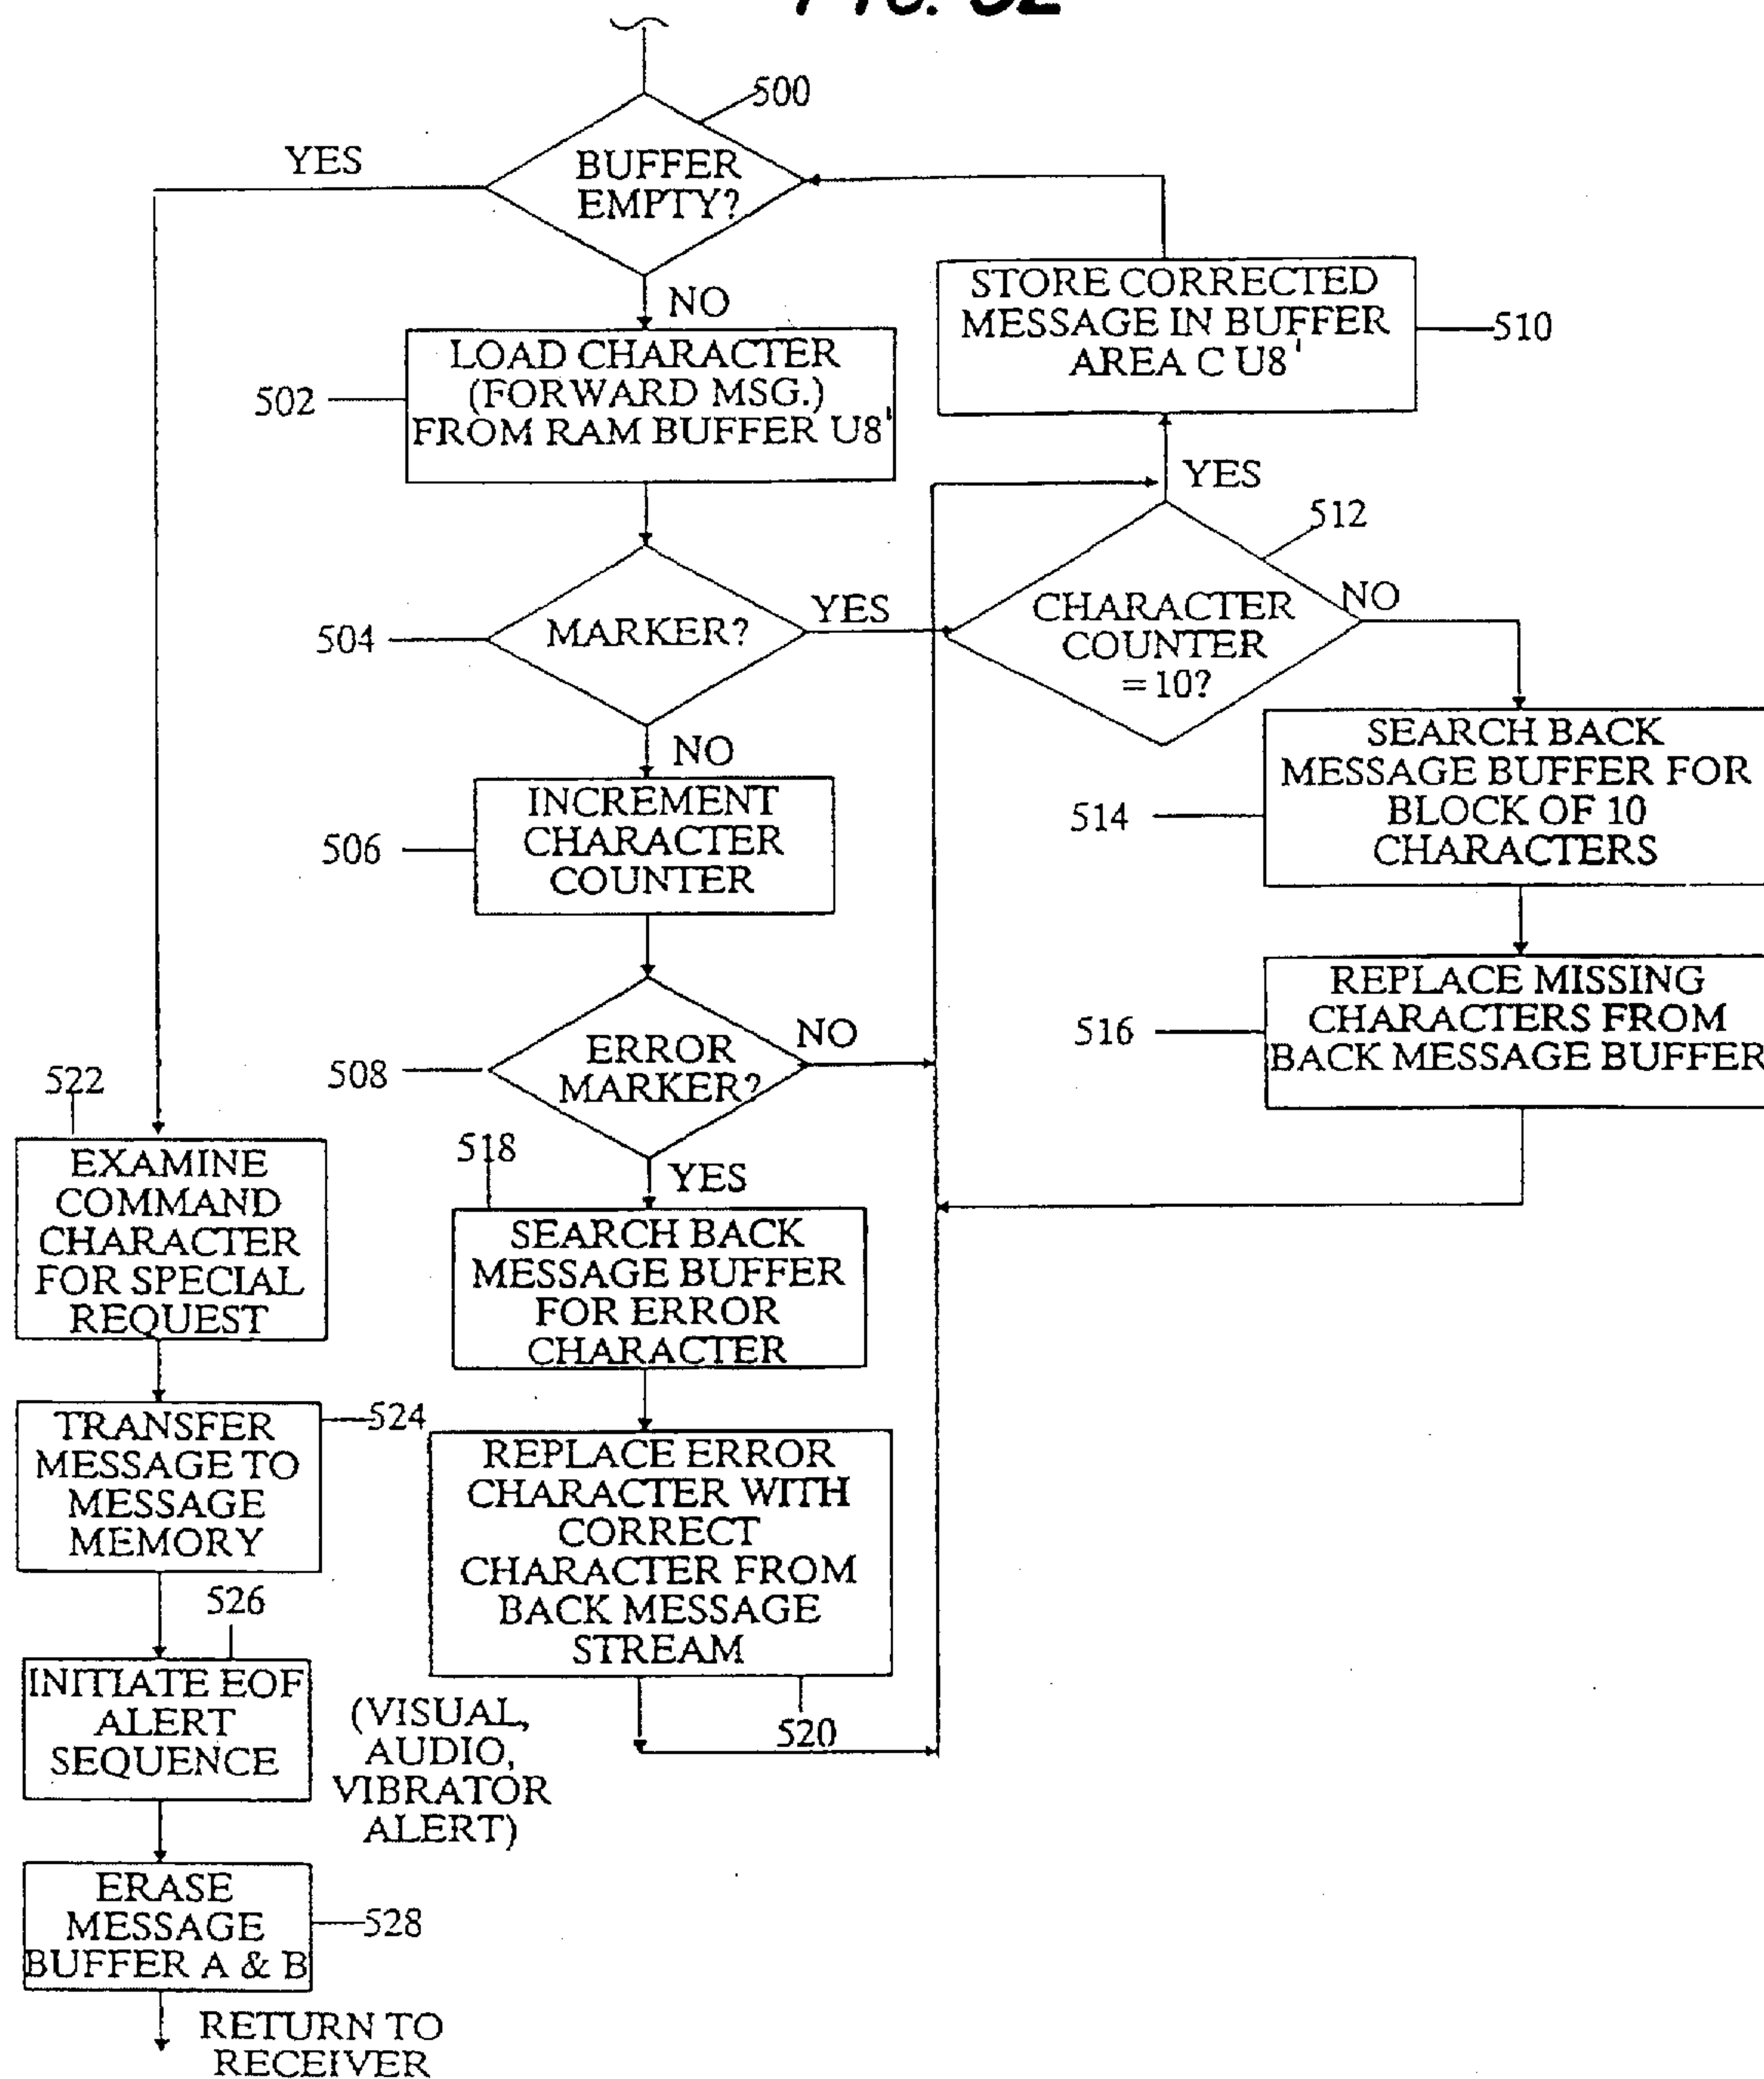 FIG. 32
500
YES
BUFFER
EMPTY?
NO
STORE CORRECTED
MESSAGE IN BUFFER
AREA C U8'
510
LOAD CHARACTER
(FORWARD MSG.)
FROM RAM BUFFER U8'
502
YES
512
MARKER?
504
YES
CHARACTER
COUNTER
= 10?
NO
NO
INCREMENT
CHARACTER
COUNTER
506
SEARCH BACK
MESSAGE BUFFER FOR
BLOCK OF 10
CHARACTERS
514
REPLACE MISSING
CHARACTERS FROM
BACK MESSAGE BUFFER
516
ERROR
MARKER?
508
NO
YES
522
EXAMINE
COMMAND
CHARACTER
FOR SPECIAL
REQUEST
518
SEARCH BACK
MESSAGE BUFFER
FOR ERROR
CHARACTER
TRANSFER
MESSAGE TO
MESSAGE
MEMORY
524
REPLACE ERROR
CHARACTER WITH
CORRECT
CHARACTER FROM
BACK MESSAGE
STREAM
520
526
INITIATE EOF
ALERT
SEQUENCE
(VISUAL,
AUDIO,
VIBRATOR
ALERT)
ERASE
MESSAGE
BUFFER A & B
528
RETURN TO
RECEIVER